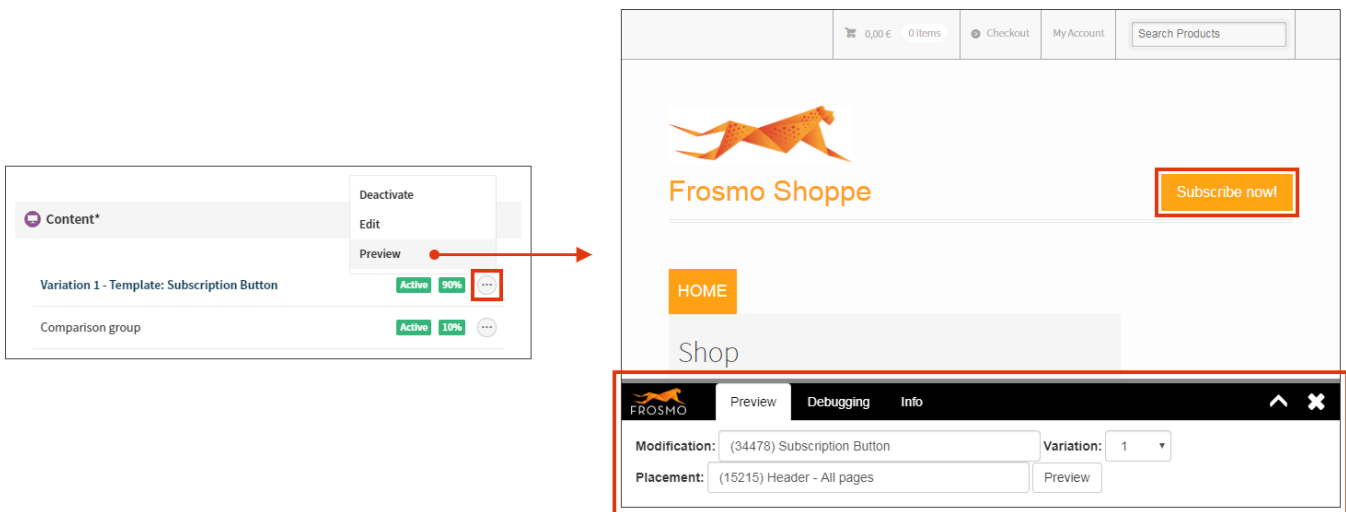 Deactivate
Content*
Edit
Preview
Variation 1 - Template: Subscription Button Active 90%
Comparison group Active 10%
0,00 € 0 items Checkout My Account Search Products
Frosmo Shoppe
Subscribe now!
HOME
Shop
FROSMO Preview Debugging Info
Modification: (34478) Subscription Button Variation: 1
Placement: (15215) Header - All pages Preview